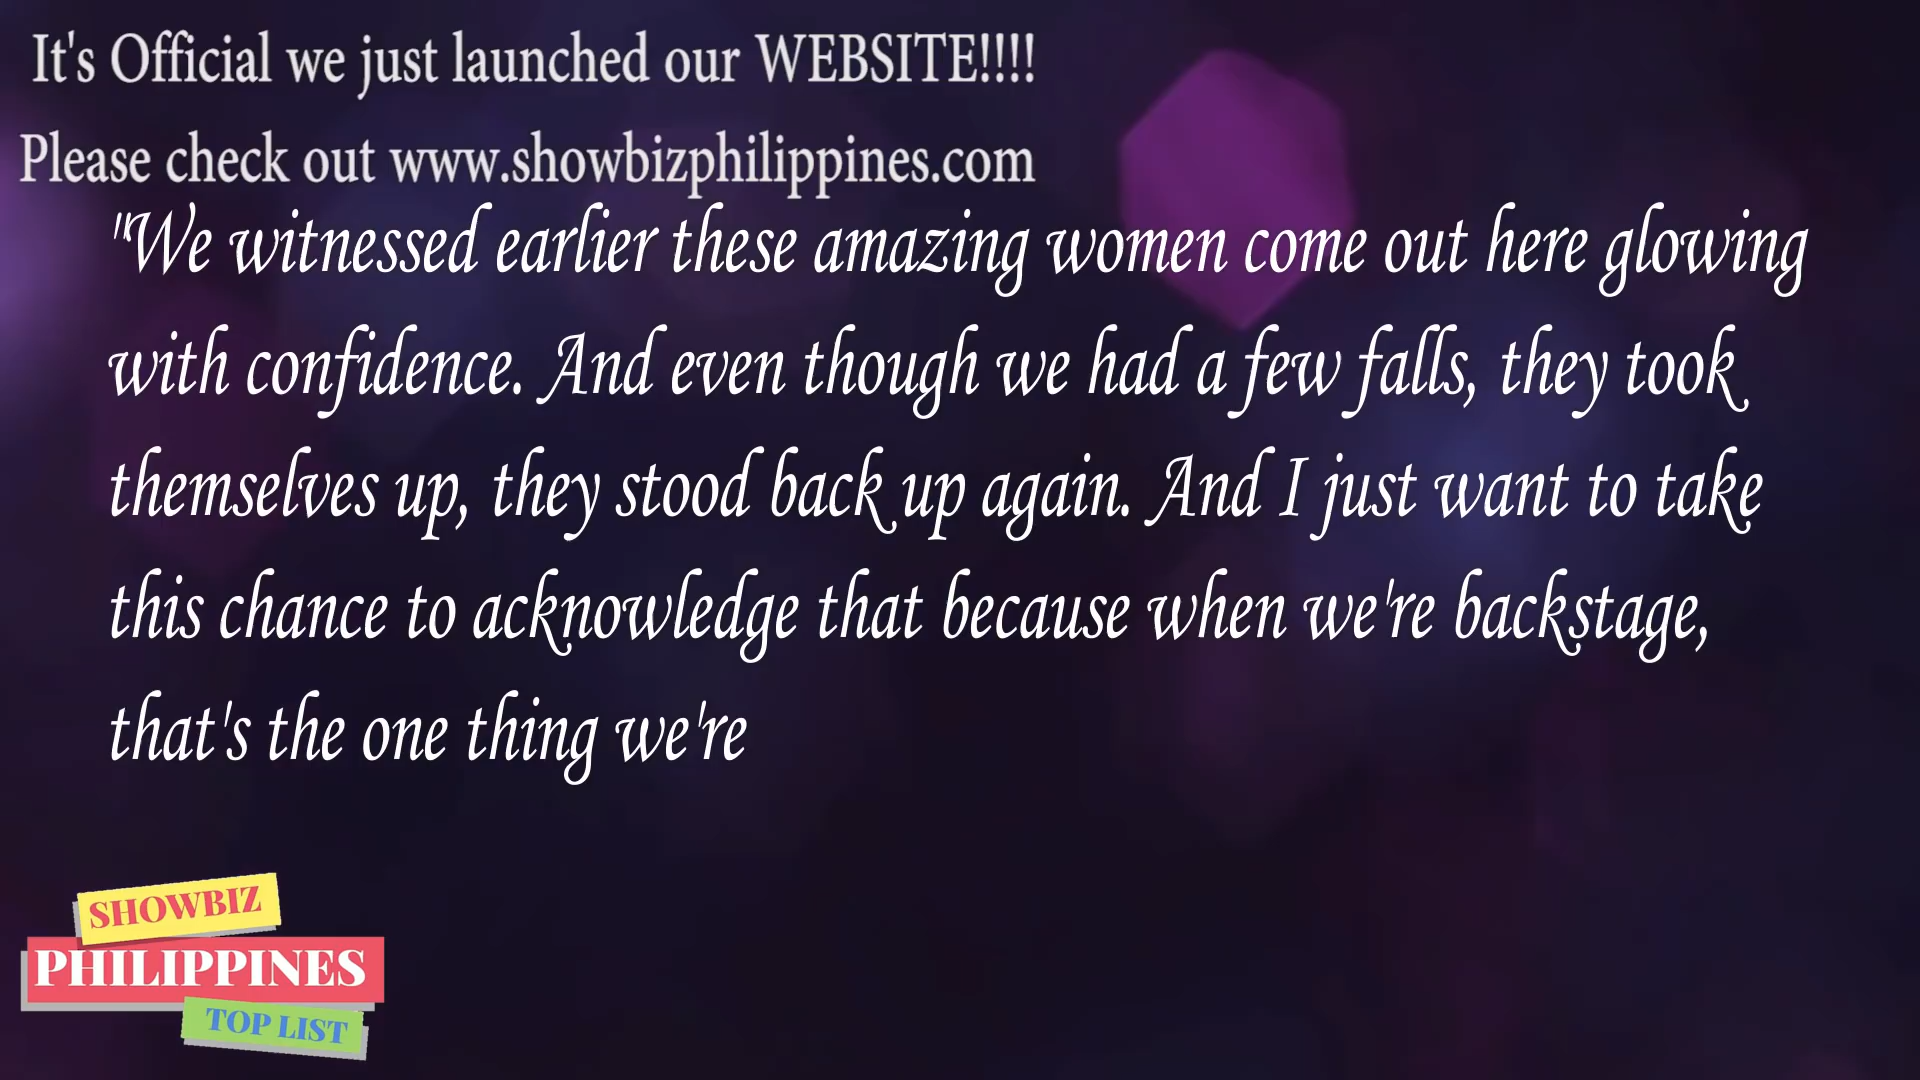 It's Official we just launched our WEBSITE!!!!
Please check out www.showbizphilippines.com
"We witnessed earlier these amazing women come out here glowing
with confidence. And even though we had a few falls, they took
themselves up, they stood back up again. And I just want to take
this chance to acknowledge that because when we're backstage,
that's the one thing we're
SHOWBIZ
PHILIPPINES
TOP LIST